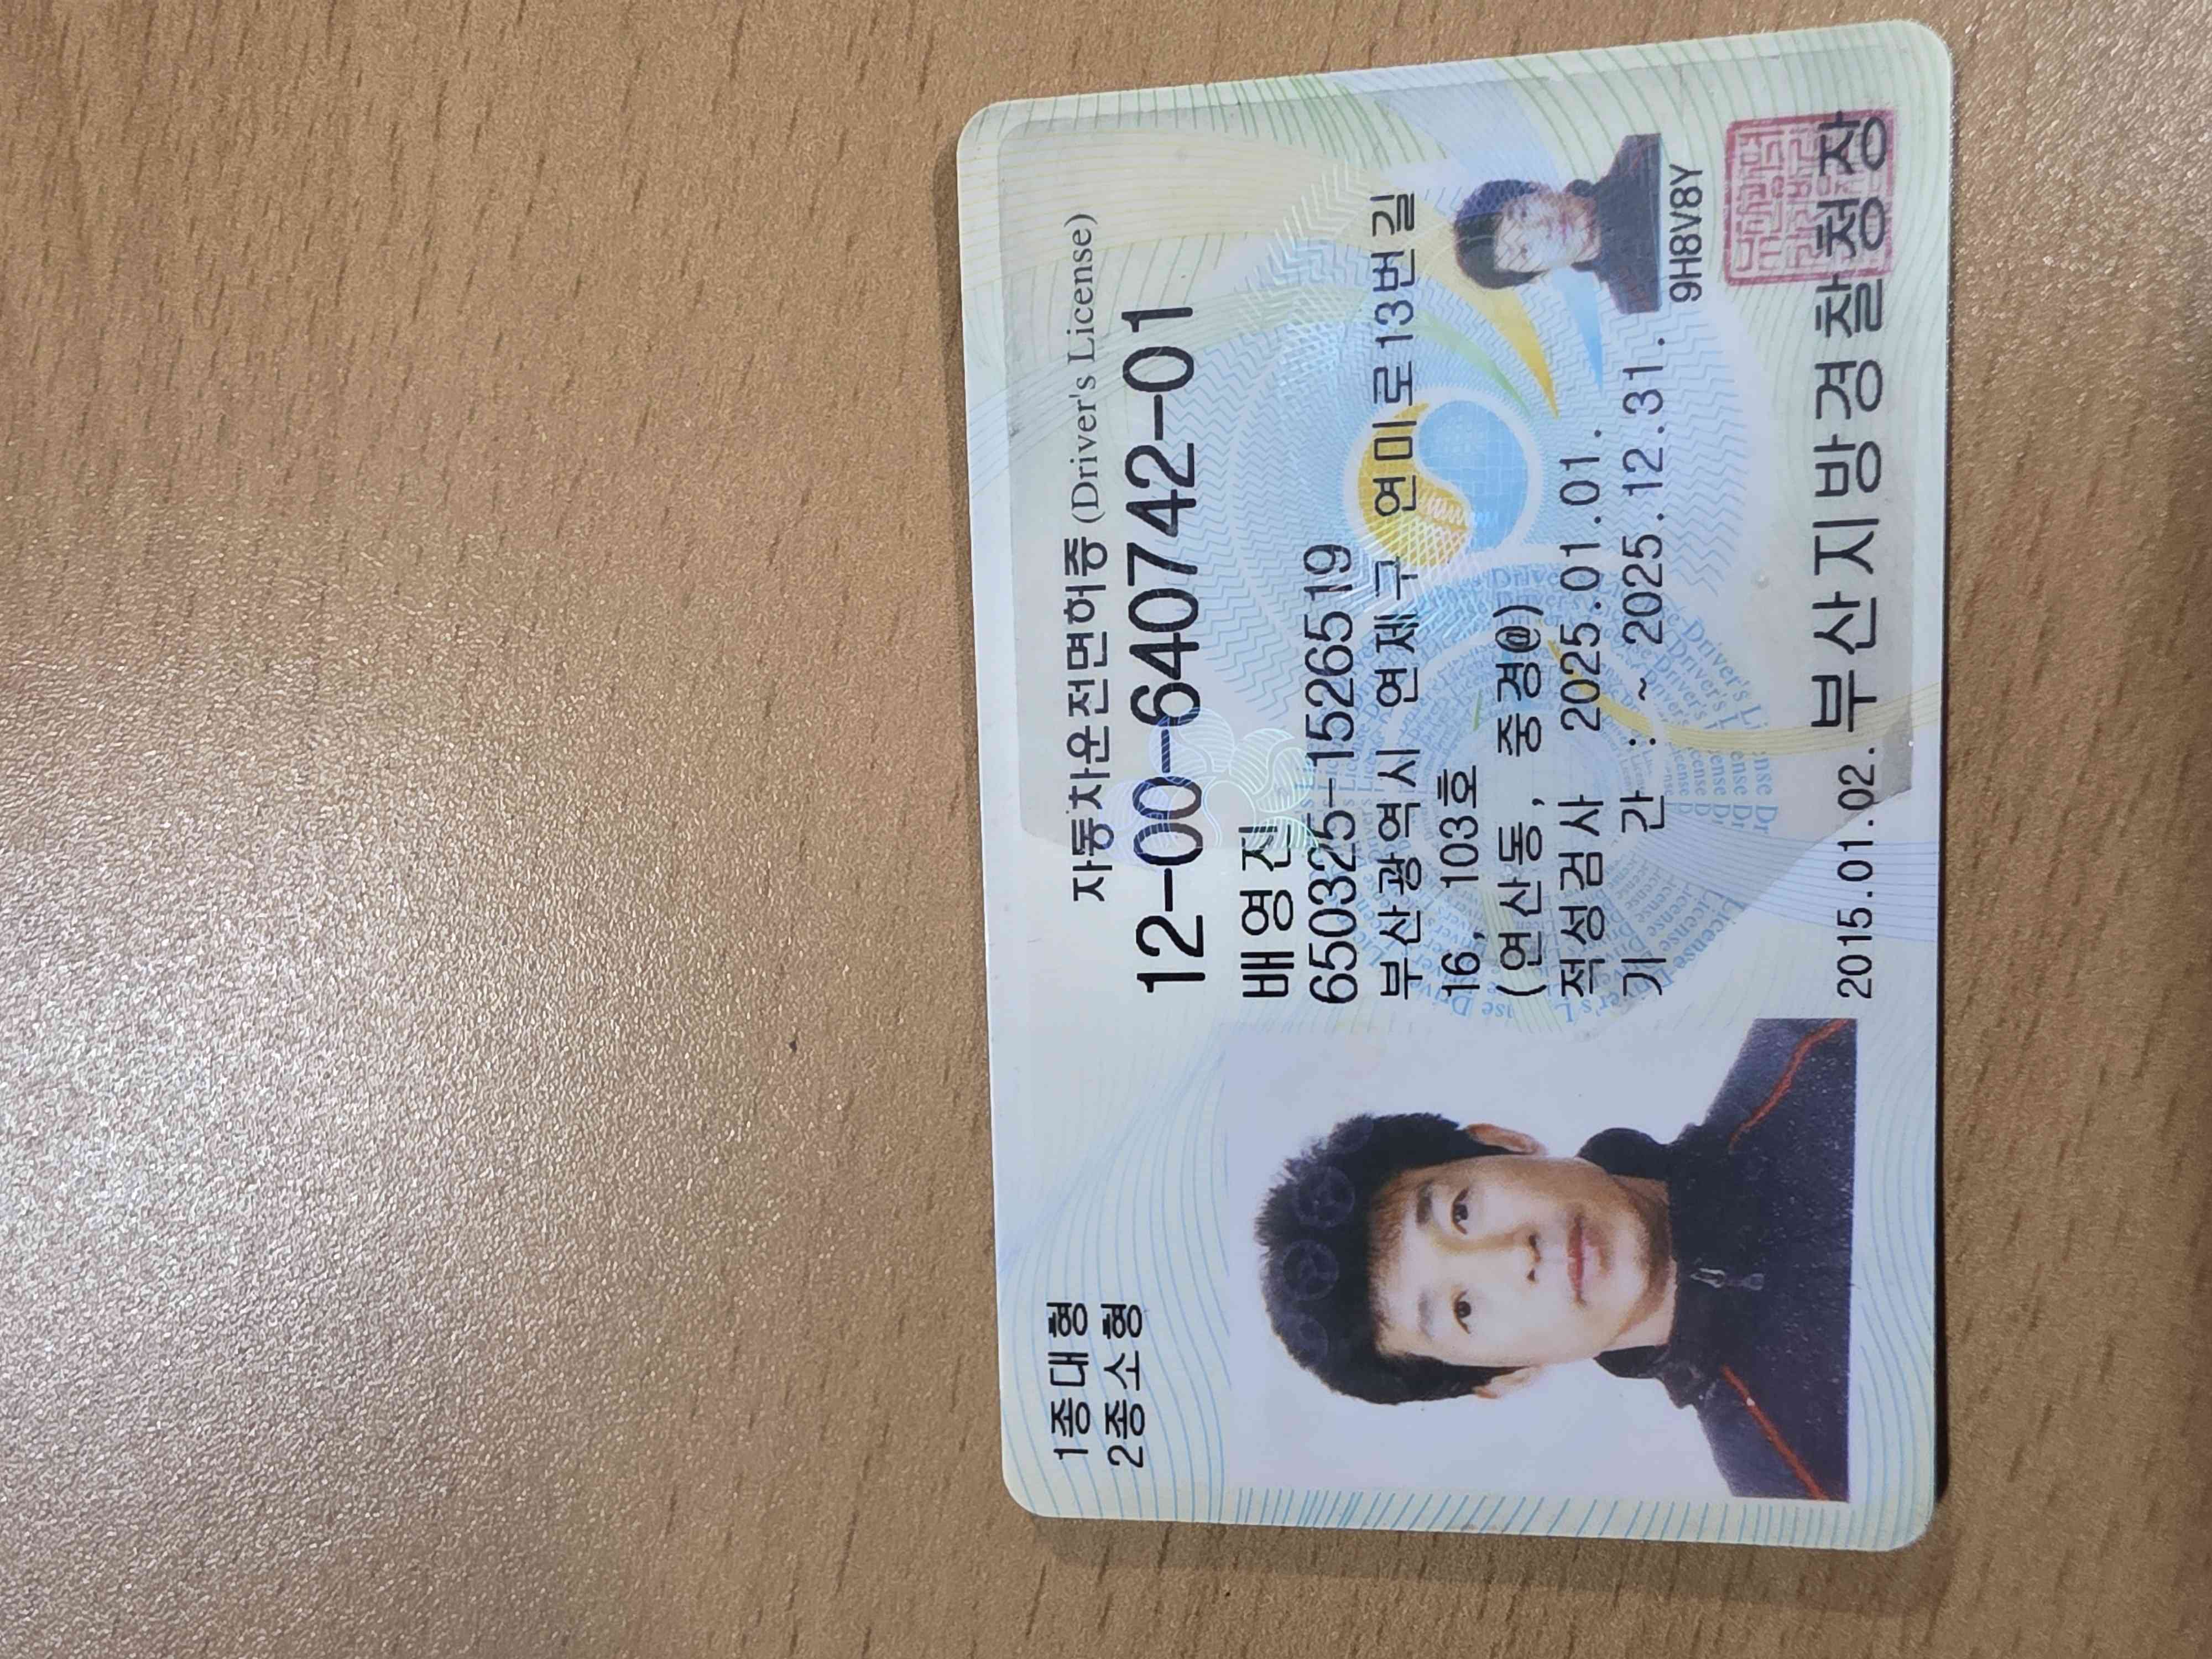 1종대형
2종소형
자동차운전면허증 (Driver's License)
12-00-640742-01
배영진
650325-1526519
부산광역시 연제구 연미로13번길
16, 103호
(연산동, 중경@)
적성검사 2025.01.01.
기 간 : ~ 2025.12.31.
9H8V8Y
2015.01.02. 부산지방경찰청장